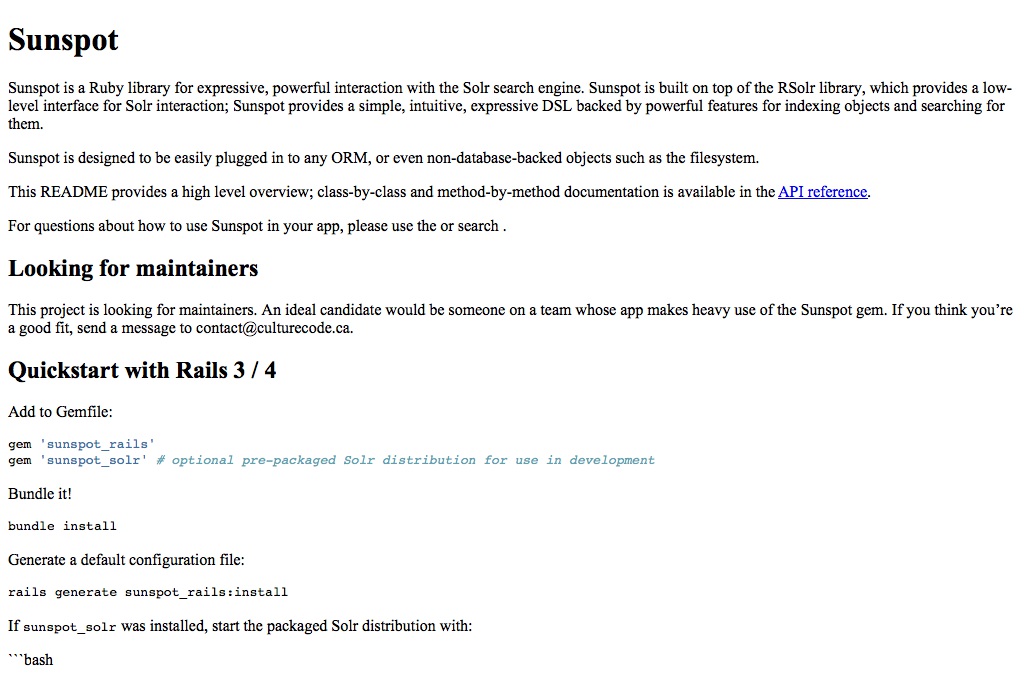 Sunspot
Sunspot is a Ruby library for expressive, powerful interaction with the Solr search engine. Sunspot is built on top of the RSolr library, which provides a low-
level interface for Solr interaction; Sunspot provides a simple, intuitive, expressive DSL backed by powerful features for indexing objects and searching for
them.
Sunspot is designed to be easily plugged in to any ORM, or even non-database-backed objects such as the filesystem.
This README provides a high level overview; class-by-class and method-by-method documentation is available in the API reference.
For questions about how to use Sunspot in your app, please use the or search .
Looking for maintainers
This project is looking for maintainers. An ideal candidate would be someone on a team whose app makes heavy use of the Sunspot gem. If you think you’re
a good fit, send a message to contact@culturecode.ca.
Quickstart with Rails 3 / 4
Add to Gemfile:
gem 'sunspot_rails'
gem 'sunspot_solr' # optional pre-packaged Solr distribution for use in development
Bundle it!
bundle install
Generate a default configuration file:
rails generate sunspot_rails:install
If sunspot_solr was installed, start the packaged Solr distribution with:
```bash